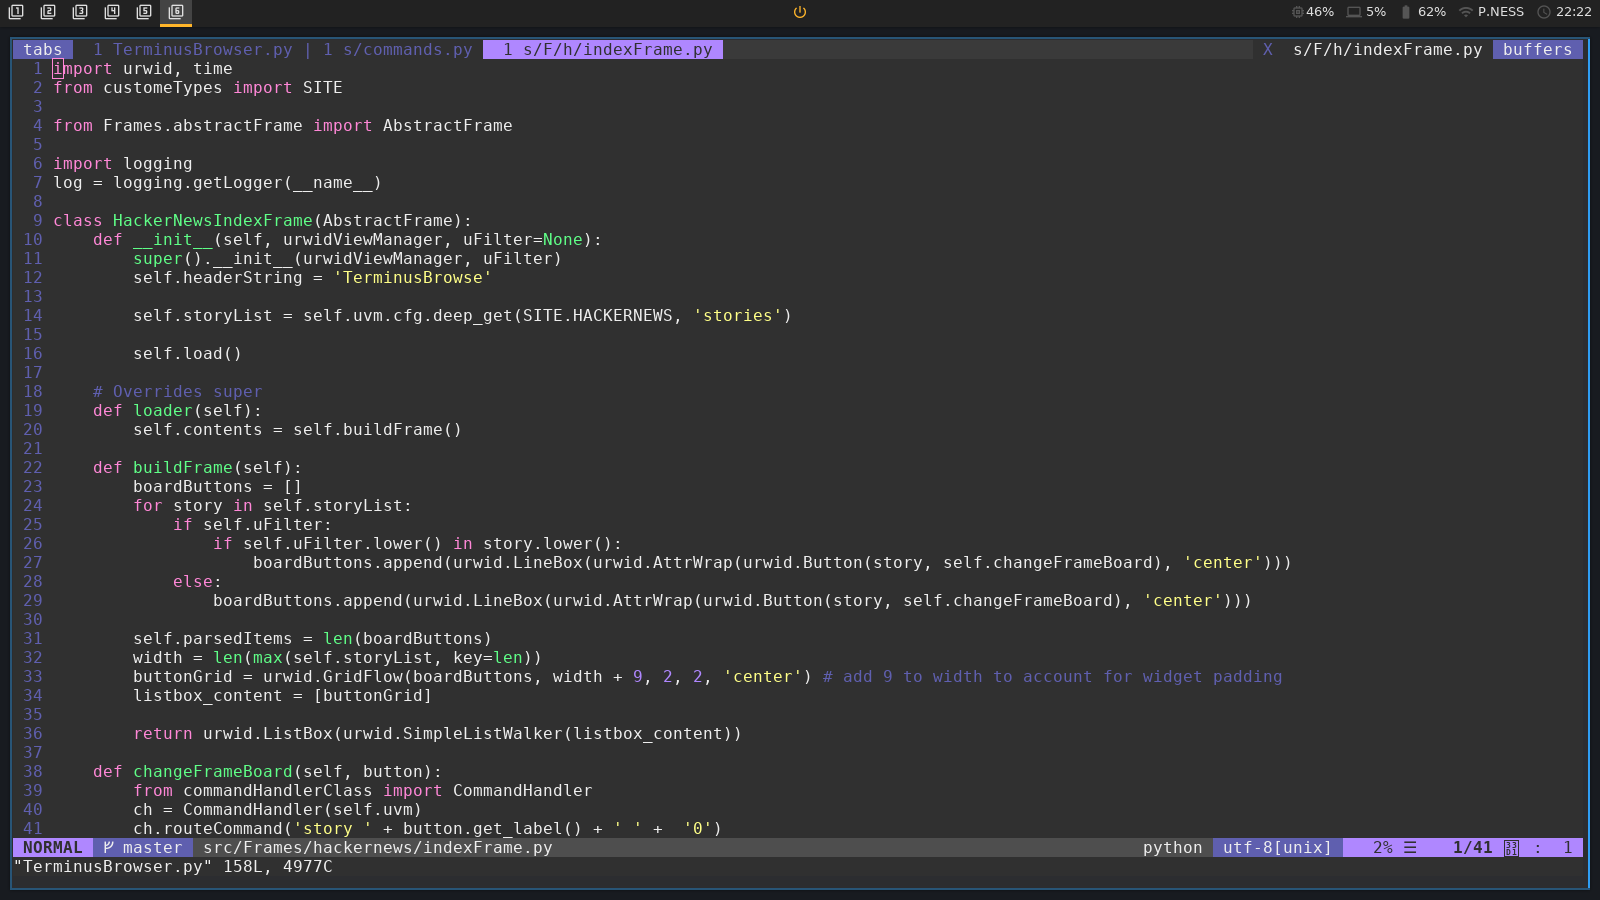 1 2 3 4 5 6 46% 5% 62% P.NESS 22:22
tabs 1 TerminusBrowser.py | 1 s/commands.py 1 s/F/h/indexFrame.py X s/F/h/indexFrame.py buffers
1 import urwid, time
2 from customeTypes import SITE
3
4 from Frames.abstractFrame import AbstractFrame
5
6 import logging
7 log = logging.getLogger(__name__)
8
9 class HackerNewsIndexFrame(AbstractFrame):
10     def __init__(self, urwidViewManager, uFilter=None):
11         super().__init__(urwidViewManager, uFilter)
12         self.headerString = 'TerminusBrowse'
13
14         self.storyList = self.uvm.cfg.deep_get(SITE.HACKERNEWS, 'stories')
15
16         self.load()
17
18     # Overrides super
19     def loader(self):
20         self.contents = self.buildFrame()
21
22     def buildFrame(self):
23         boardButtons = []
24         for story in self.storyList:
25             if self.uFilter:
26                 if self.uFilter.lower() in story.lower():
27                     boardButtons.append(urwid.LineBox(urwid.AttrWrap(urwid.Button(story, self.changeFrameBoard), 'center')))
28             else:
29                 boardButtons.append(urwid.LineBox(urwid.AttrWrap(urwid.Button(story, self.changeFrameBoard), 'center')))
30
31         self.parsedItems = len(boardButtons)
32         width = len(max(self.storyList, key=len))
33         buttonGrid = urwid.GridFlow(boardButtons, width + 9, 2, 2, 'center') # add 9 to width to account for widget padding
34         listbox_content = [buttonGrid]
35
36         return urwid.ListBox(urwid.SimpleListWalker(listbox_content))
37
38     def changeFrameBoard(self, button):
39         from commandHandlerClass import CommandHandler
40         ch = CommandHandler(self.uvm)
41         ch.routeCommand('story ' + button.get_label() + ' ' +  '0')
NORMAL master src/Frames/hackernews/indexFrame.py python utf-8[unix] 2% ☰ 1/41 : 1
"TerminusBrowser.py" 158L, 4977C